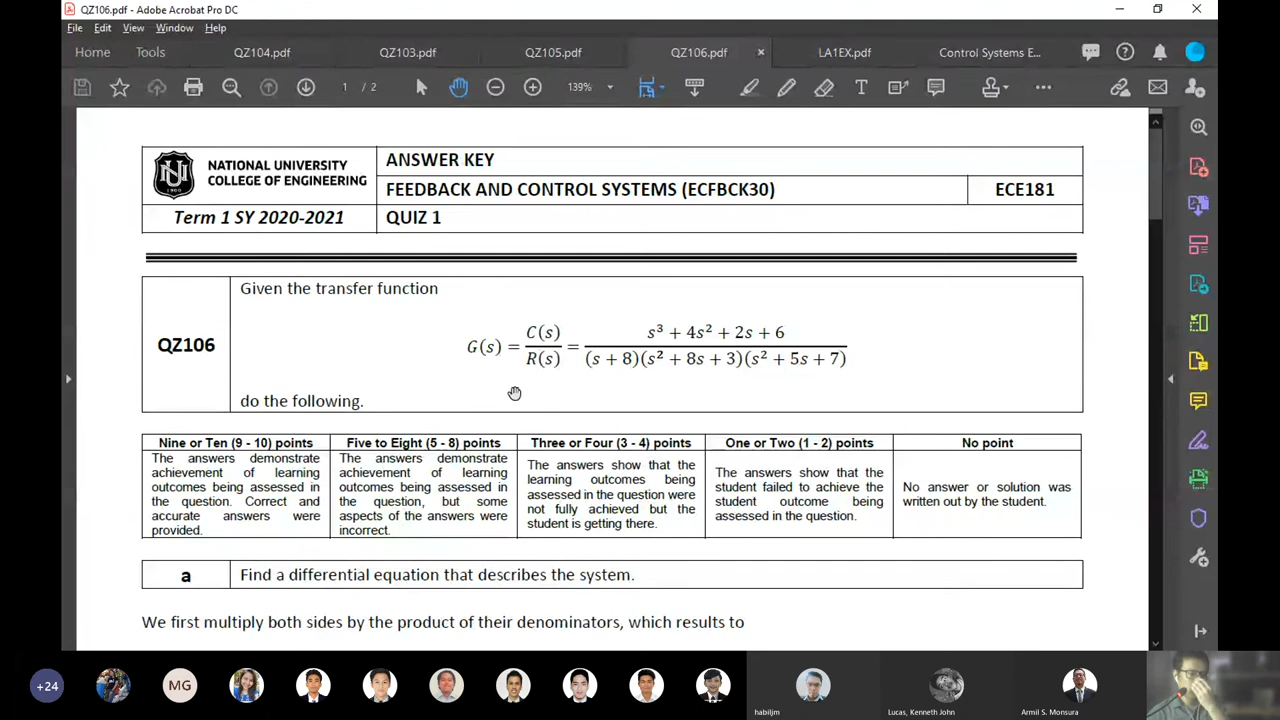 QZ106.pdf - Adobe Acrobat Pro DC
File Edit View Window Help
Home Tools QZ104.pdf QZ103.pdf QZ105.pdf QZ106.pdf × LA1EX.pdf Control Systems E...
1 / 2 139%
NATIONAL UNIVERSITY
COLLEGE OF ENGINEERING
ANSWER KEY
FEEDBACK AND CONTROL SYSTEMS (ECFBCK30) ECE181
Term 1 SY 2020-2021 QUIZ 1
QZ106
Given the transfer function
G(s) = C(s)/R(s) = (s³ + 4s² + 2s + 6)/((s + 8)(s² + 8s + 3)(s² + 5s + 7))
do the following.
Nine or Ten (9 - 10) points
The answers demonstrate
achievement of learning
outcomes being assessed in
the question. Correct and
accurate answers were
provided.
Five to Eight (5 - 8) points
The answers demonstrate
achievement of learning
outcomes being assessed in
the question, but some
aspects of the answers were
incorrect.
Three or Four (3 - 4) points
The answers show that the
learning outcomes being
assessed in the question were
not fully achieved but the
student is getting there.
One or Two (1 - 2) points
The answers show that the
student failed to achieve the
student outcome being
assessed in the question.
No point
No answer or solution was
written out by the student.
a Find a differential equation that describes the system.
We first multiply both sides by the product of their denominators, which results to
+24 MG
habiljm
Lucas, Kenneth John
Armil S. Monsura